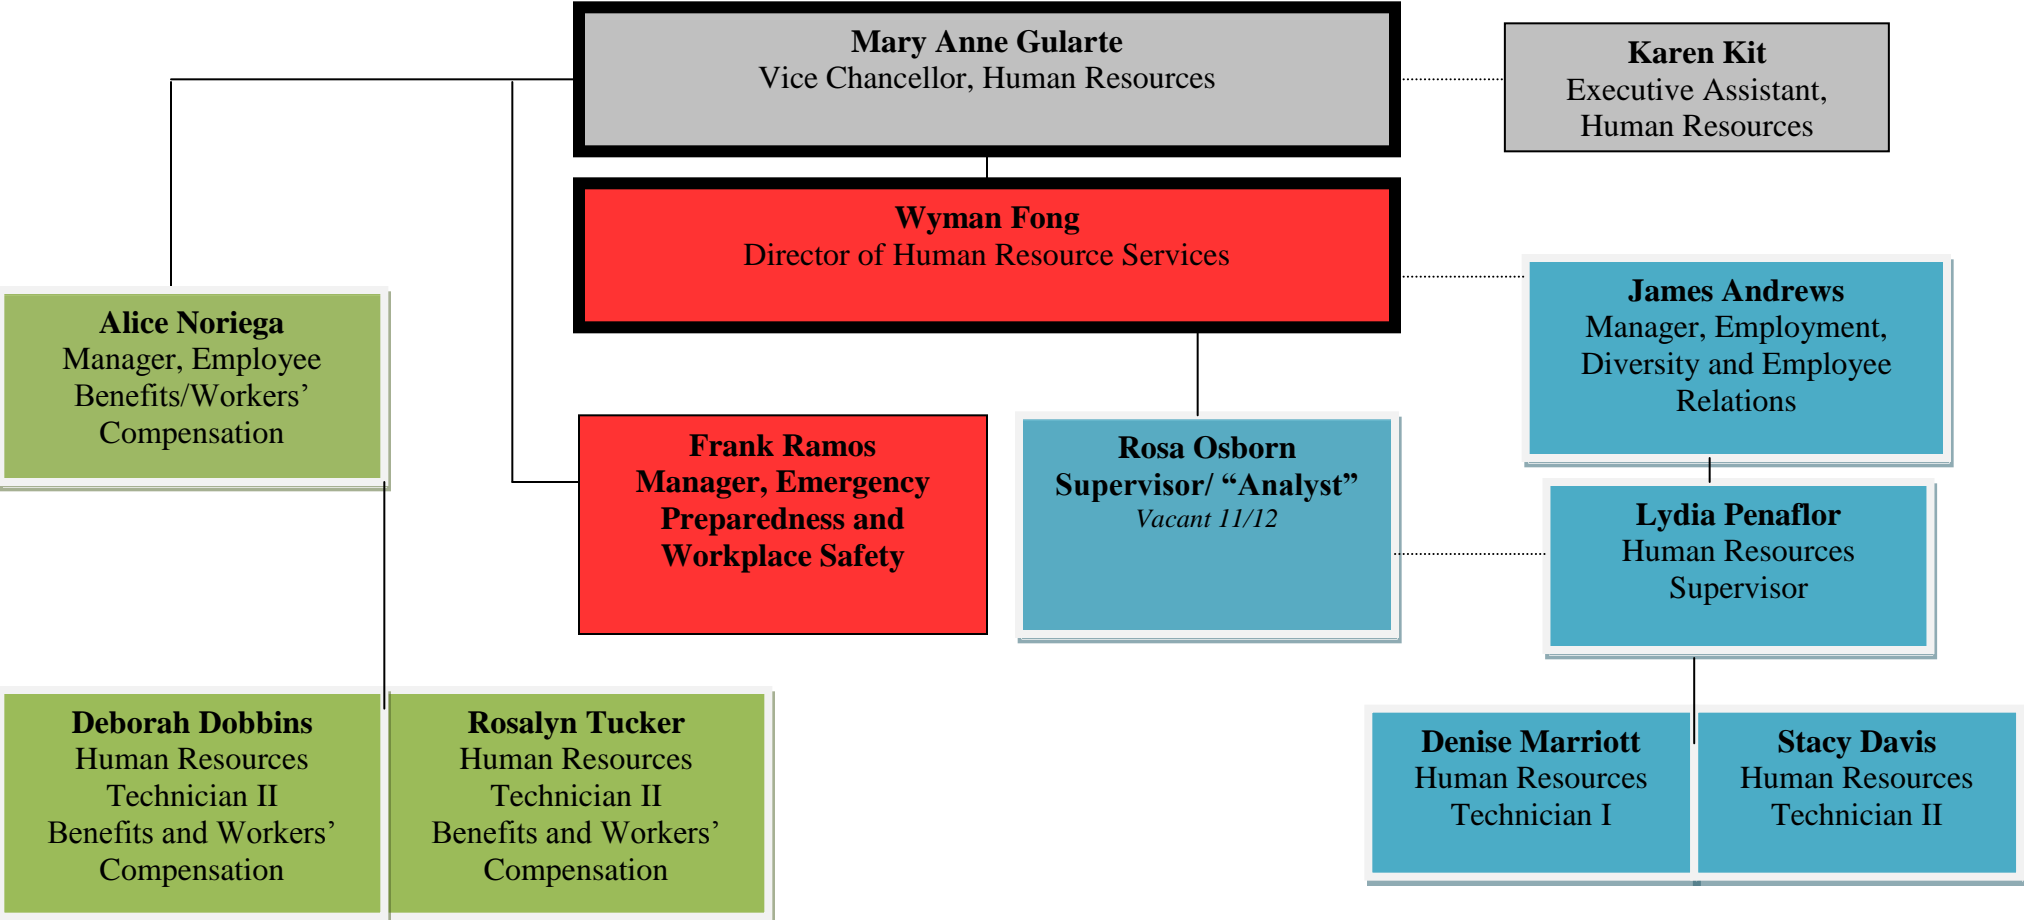 Mary Anne Gularte
Vice Chancellor, Human Resources
Karen Kit
Executive Assistant,
Human Resources
Wyman Fong
Director of Human Resource Services
James Andrews
Manager, Employment,
Diversity and Employee
Relations
Alice Noriega
Manager, Employee
Benefits/Workers’
Compensation
Frank Ramos
Manager, Emergency
Preparedness and
Workplace Safety
Rosa Osborn
Supervisor/ “Analyst”
Vacant 11/12
Lydia Penaflor
Human Resources
Supervisor
Deborah Dobbins
Human Resources
Technician II
Benefits and Workers’
Compensation
Rosalyn Tucker
Human Resources
Technician II
Benefits and Workers’
Compensation
Denise Marriott
Human Resources
Technician I
Stacy Davis
Human Resources
Technician II